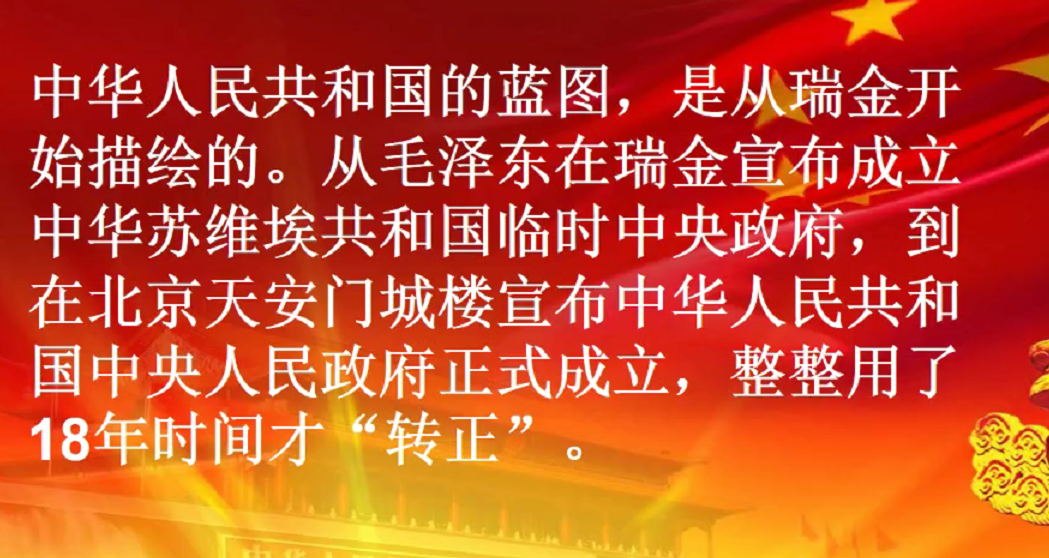 中华人民共和国的蓝图，是从瑞金开
始描绘的。从毛泽东在瑞金宣布成立
中华苏维埃共和国临时中央政府，到
在北京天安门城楼宣布中华人民共和
国中央人民政府正式成立，整整用了
18年时间才“转正”。